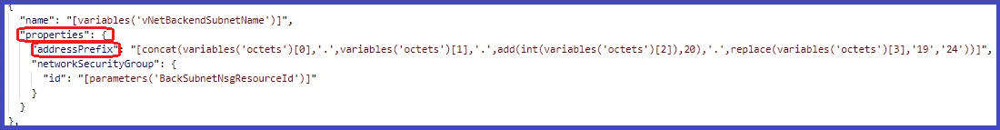 {
"name": "[variables('vNetBackendSubnetName')]",
"properties": {
"addressPrefix": "[concat(variables('octets')[0],'.',variables('octets')[1],'.',add(int(variables('octets')[2]),20),'.',replace(variables('octets')[3],'19','24'))]",
"networkSecurityGroup": {
"id": "[parameters('BackSubnetNsgResourceId')]"
}
}
},